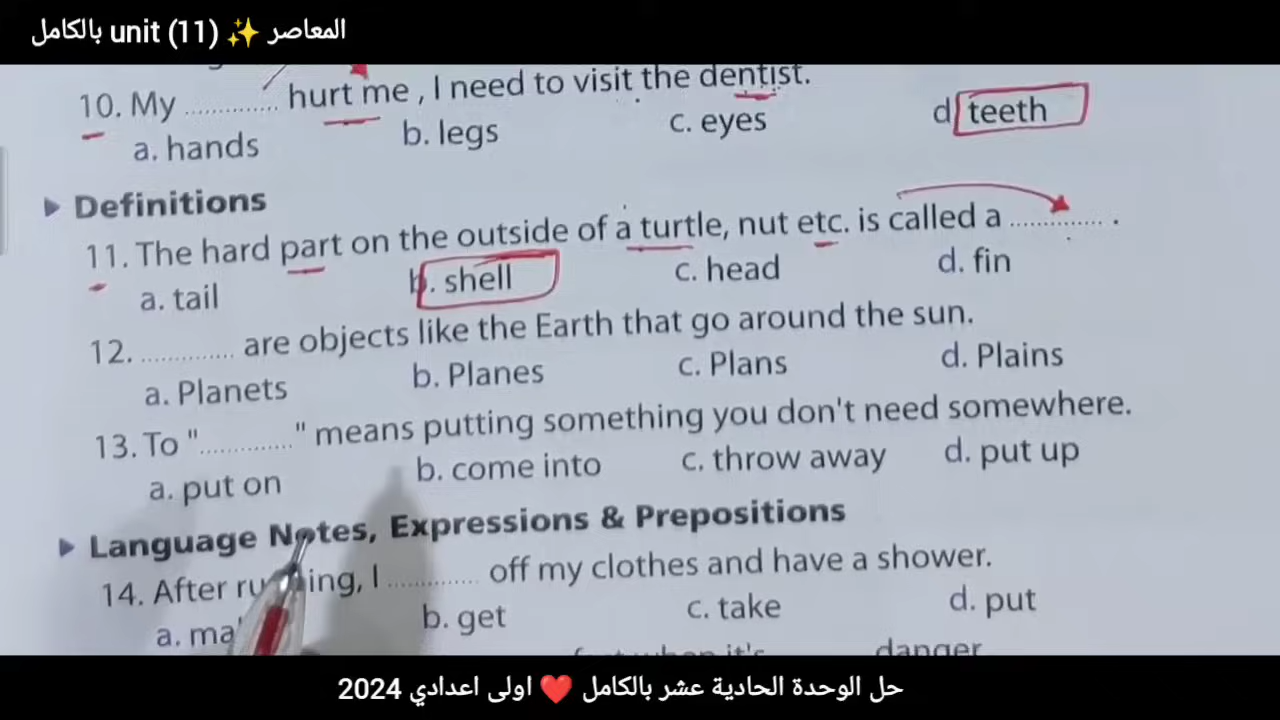 المعاصر ✨ unit (11) بالكامل
10. My ............ hurt me , I need to visit the dentist.
a. hands b. legs c. eyes d. teeth
▶ Definitions
11. The hard part on the outside of a turtle, nut etc. is called a ............ .
a. tail b. shell c. head d. fin
12. ............ are objects like the Earth that go around the sun.
a. Planets b. Planes c. Plans d. Plains
13. To "............" means putting something you don't need somewhere.
a. put on b. come into c. throw away d. put up
▶ Language Notes, Expressions & Prepositions
14. After running, I ............ off my clothes and have a shower.
b. get c. take d. put
it's danger
حل الوحدة الحادية عشر بالكامل ❤️ اولى اعدادي 2024